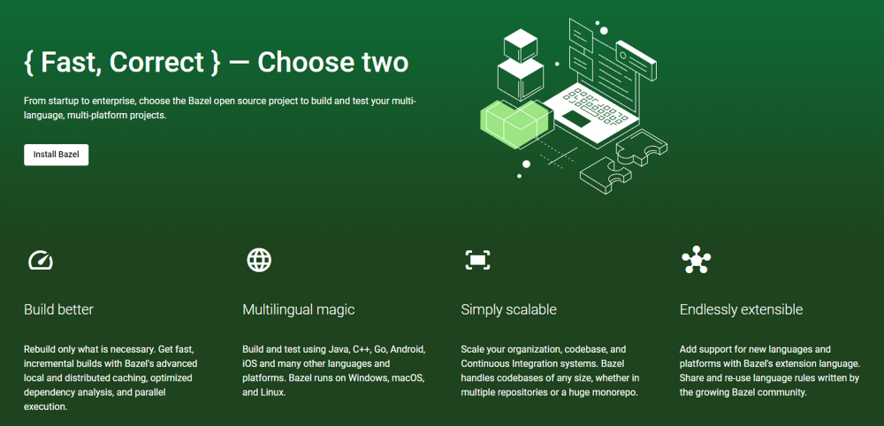 { Fast, Correct } — Choose two
From startup to enterprise, choose the Bazel open source project to build and test your multi-
language, multi-platform projects.
Install Bazel
Build better
Rebuild only what is necessary. Get fast,
incremental builds with Bazel's advanced
local and distributed caching, optimized
dependency analysis, and parallel
execution.
Multilingual magic
Build and test using Java, C++, Go, Android,
iOS and many other languages and
platforms. Bazel runs on Windows, macOS,
and Linux.
Simply scalable
Scale your organization, codebase, and
Continuous Integration systems. Bazel
handles codebases of any size, whether in
multiple repositories or a huge monorepo.
Endlessly extensible
Add support for new languages and
platforms with Bazel's extension language.
Share and re-use language rules written by
the growing Bazel community.